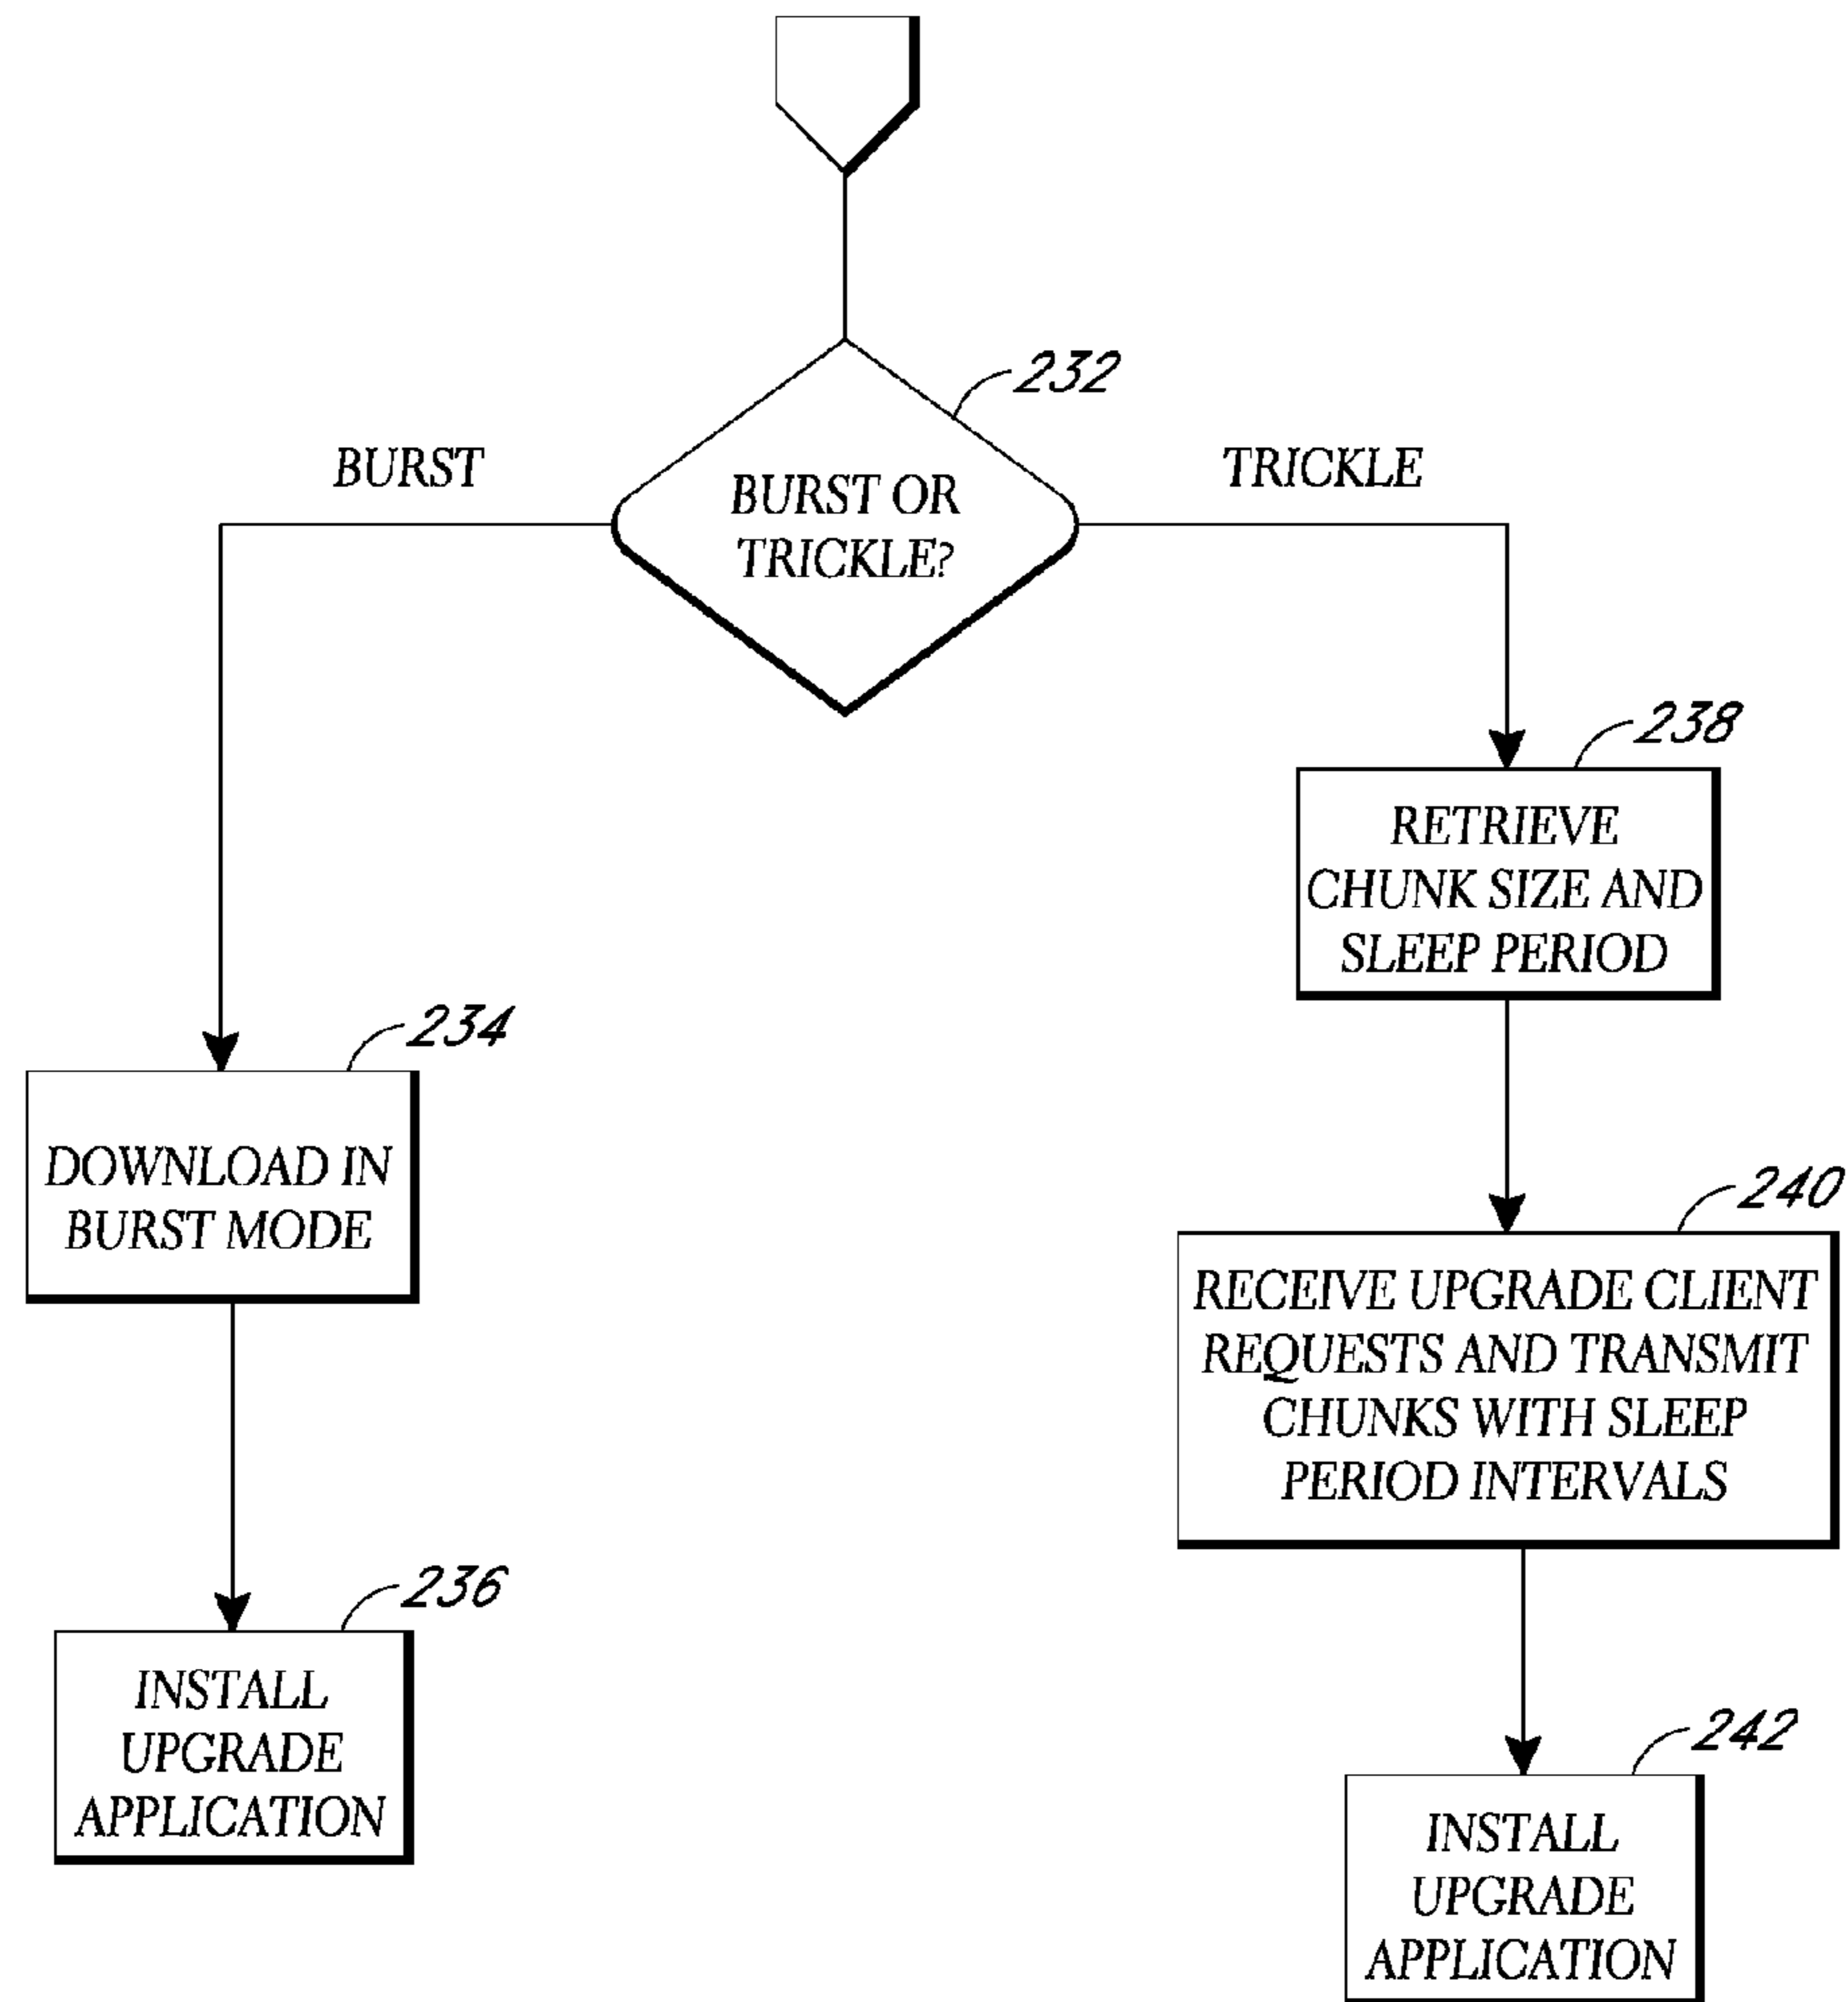 232
BURST
BURST OR
TRICKLE?
TRICKLE
238
RETRIEVE
CHUNK SIZE AND
SLEEP PERIOD
234
DOWNLOAD IN
BURST MODE
240
RECEIVE UPGRADE CLIENT
REQUESTS AND TRANSMIT
CHUNKS WITH SLEEP
PERIOD INTERVALS
236
INSTALL
UPGRADE
APPLICATION
242
INSTALL
UPGRADE
APPLICATION